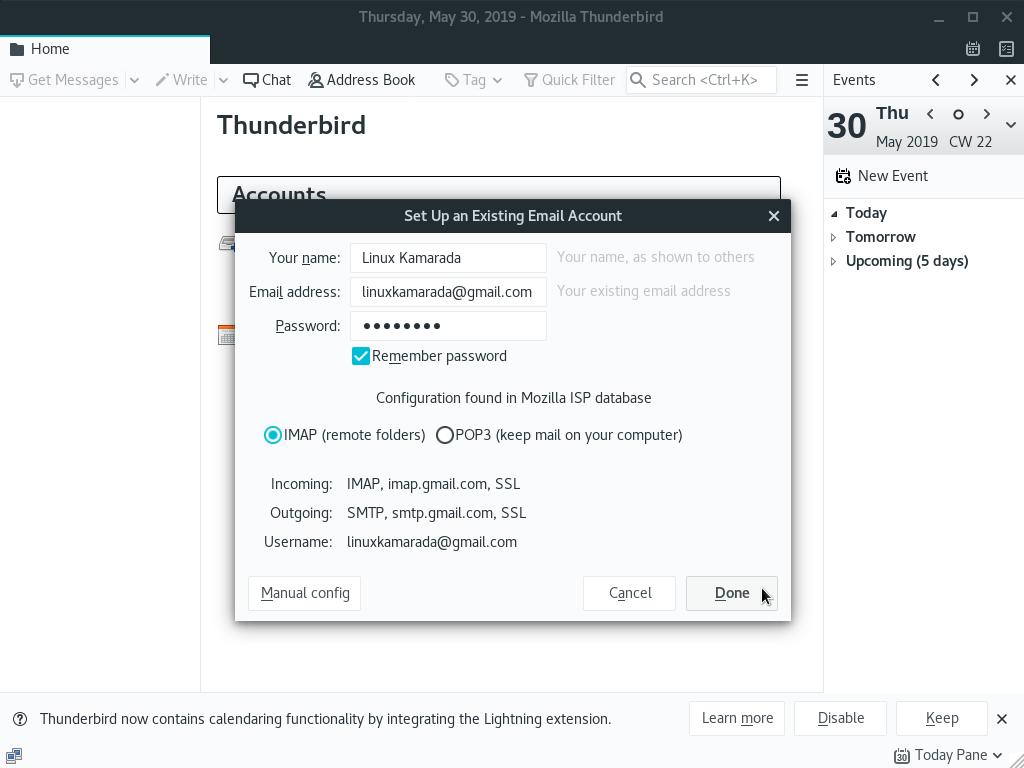 Thursday, May 30, 2019 - Mozilla Thunderbird
Home
Get Messages Write Chat Address Book Tag Quick Filter Search <Ctrl+K>
Events
Thunderbird
30 Thu
May 2019 CW 22
New Event
Today
Tomorrow
Upcoming (5 days)
Accounts
Set Up an Existing Email Account
Your name: Linux Kamarada Your name, as shown to others
Email address: linuxkamarada@gmail.com Your existing email address
Password: ●●●●●●●●
Remember password
Configuration found in Mozilla ISP database
IMAP (remote folders) POP3 (keep mail on your computer)
Incoming: IMAP, imap.gmail.com, SSL
Outgoing: SMTP, smtp.gmail.com, SSL
Username: linuxkamarada@gmail.com
Manual config Cancel Done
Thunderbird now contains calendaring functionality by integrating the Lightning extension. Learn more Disable Keep
30 Today Pane